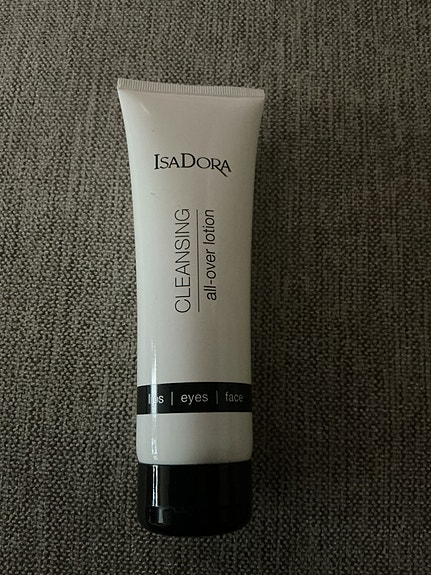 IsaDora
CLEANSING
all-over lotion
lips | eyes | face